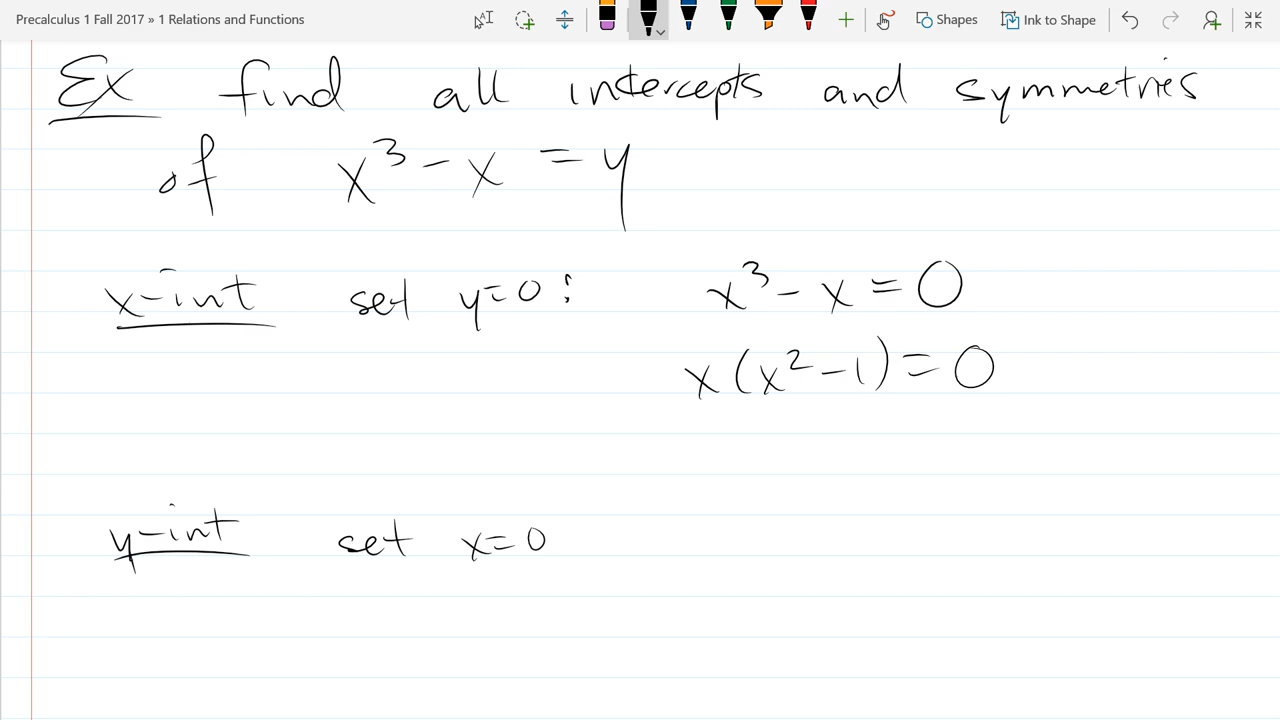 Precalculus 1 Fall 2017 » 1 Relations and Functions Shapes Ink to Shape
Ex find all intercepts and symmetries
of x³ - x = y
x-int set y=0: x³ - x = 0
x(x² - 1) = 0
y-int set x=0